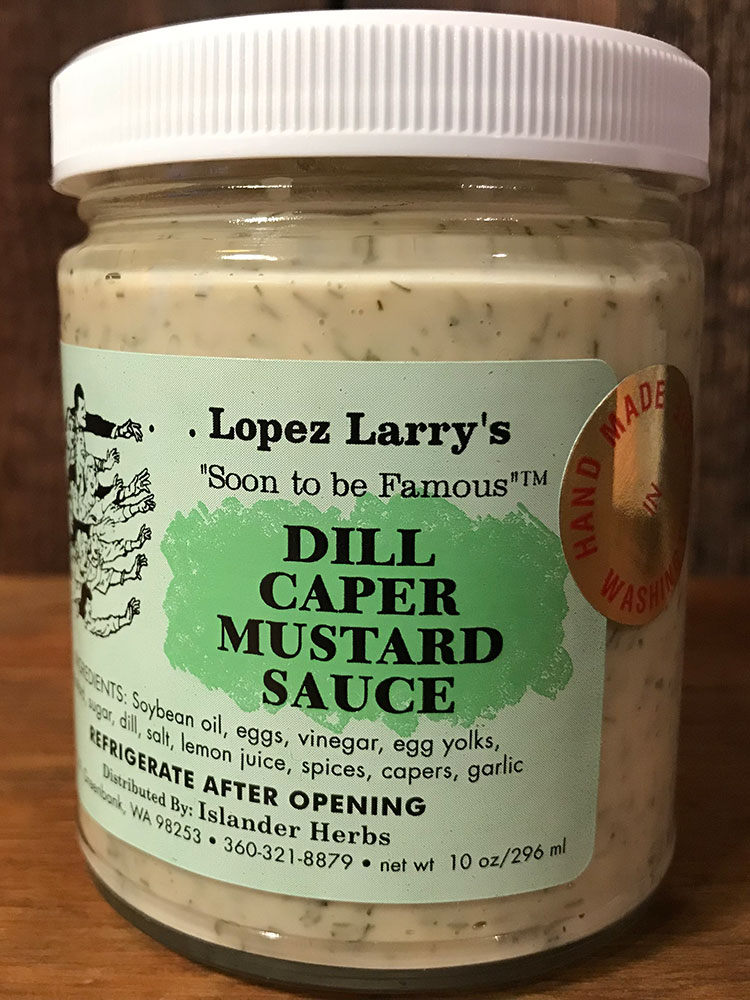 Lopez Larry's
"Soon to be Famous"™
DILL
CAPER
MUSTARD
SAUCE
INGREDIENTS: Soybean oil, eggs, vinegar, egg yolks,
sugar, dill, salt, lemon juice, spices, capers, garlic
REFRIGERATE AFTER OPENING
Distributed By: Islander Herbs
Greenbank, WA 98253 • 360-321-8879 • net wt 10 oz/296 ml
HAND MADE
IN